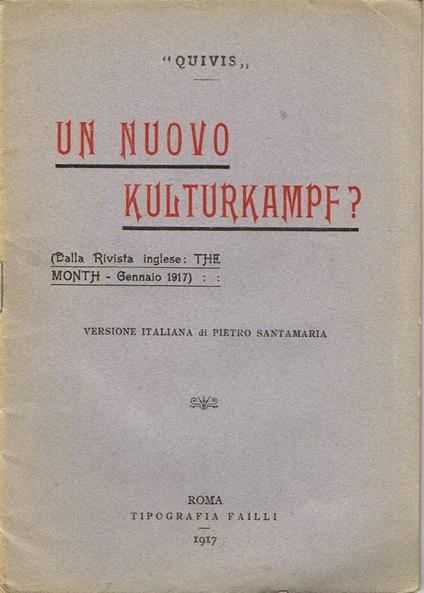 “QUIVIS„
UN NUOVO
KULTURKAMPF?
(Dalla Rivista inglese: THE
MONTH - Gennaio 1917) : :
VERSIONE ITALIANA di PIETRO SANTAMARIA
ROMA
TIPOGRAFIA FAILLI
1917